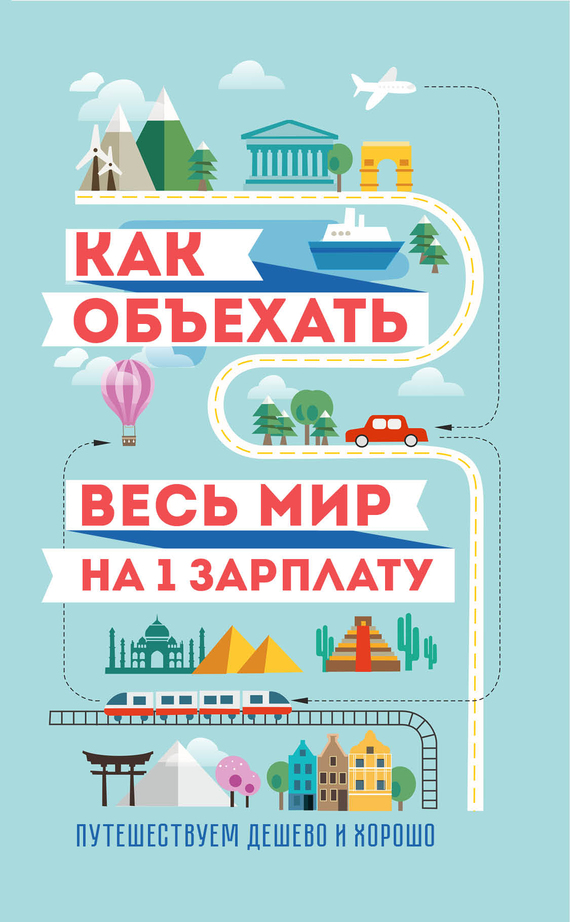 КАК
ОБЪЕХАТЬ
ВЕСЬ МИР
НА 1 ЗАРПЛАТУ
ПУТЕШЕСТВУЕМ ДЕШЕВО И ХОРОШО